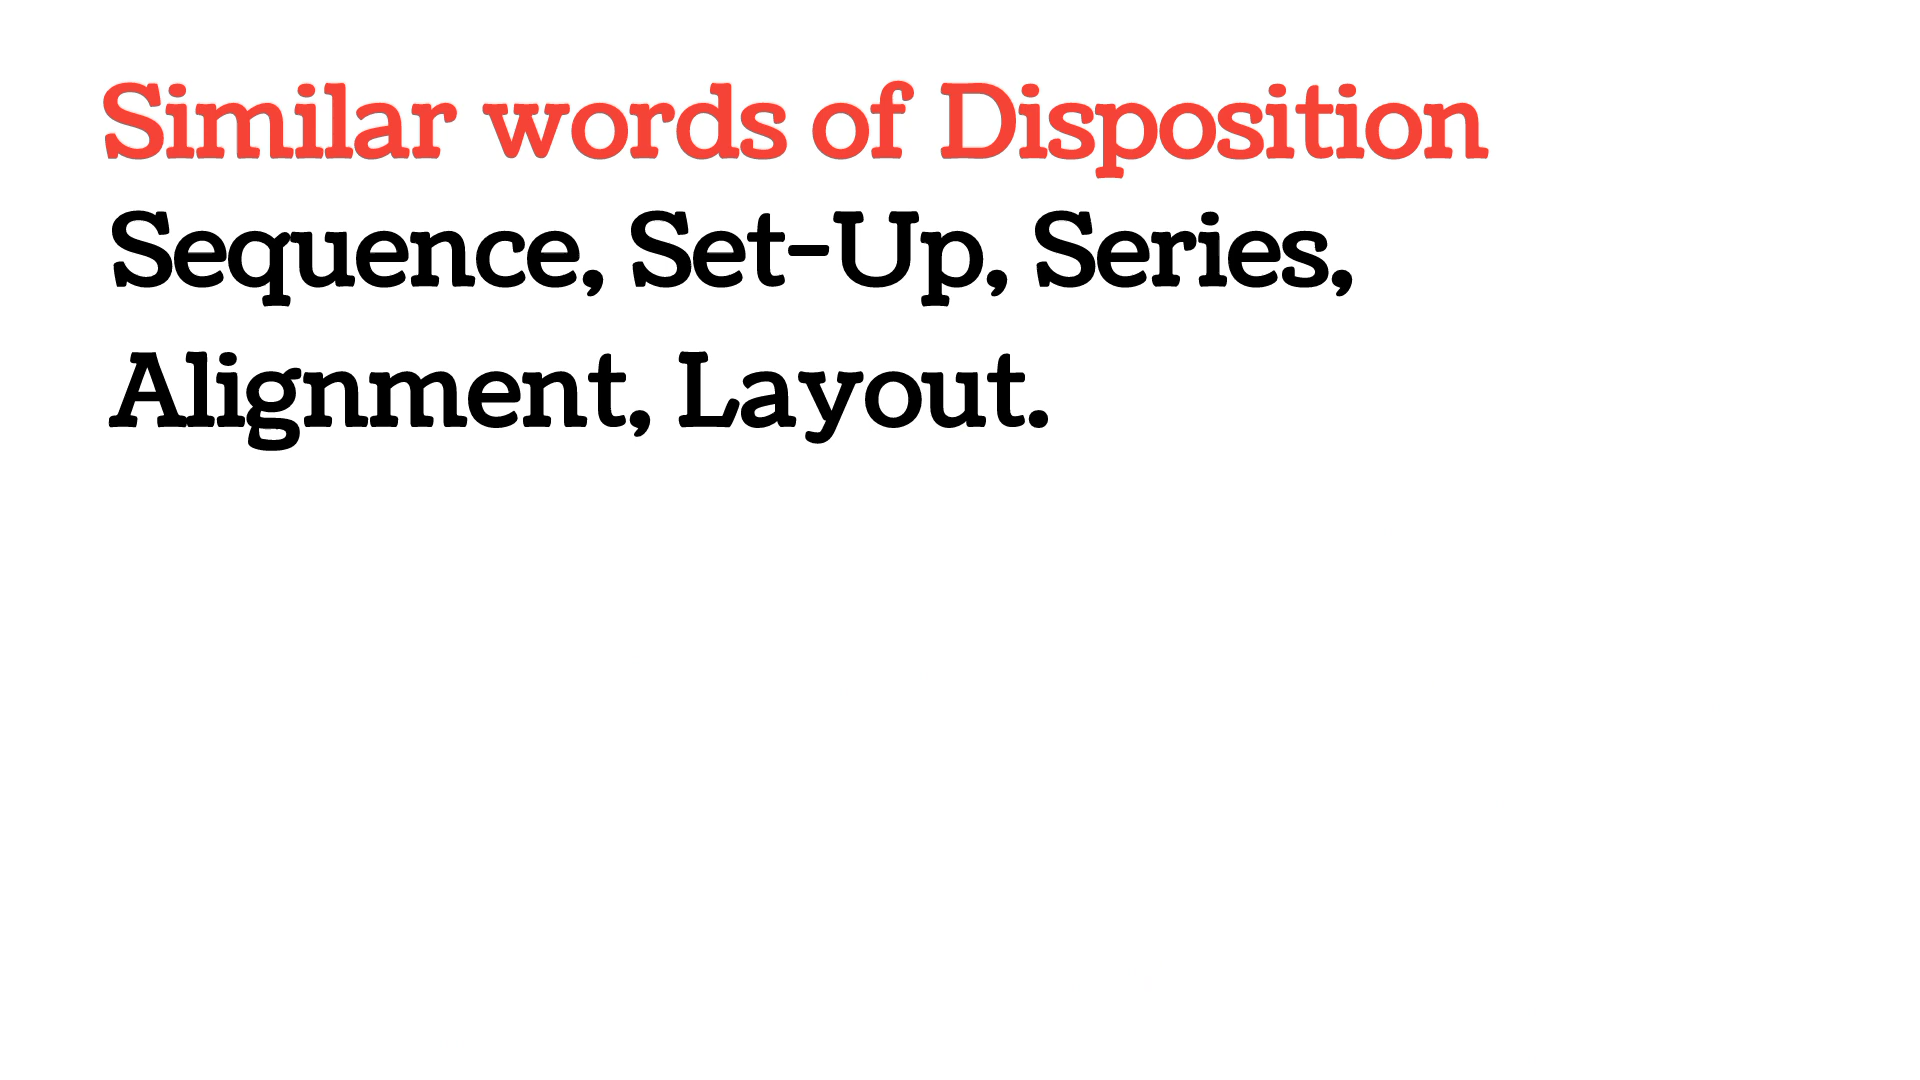 Similar words of Disposition
Sequence, Set-Up, Series,
Alignment, Layout.